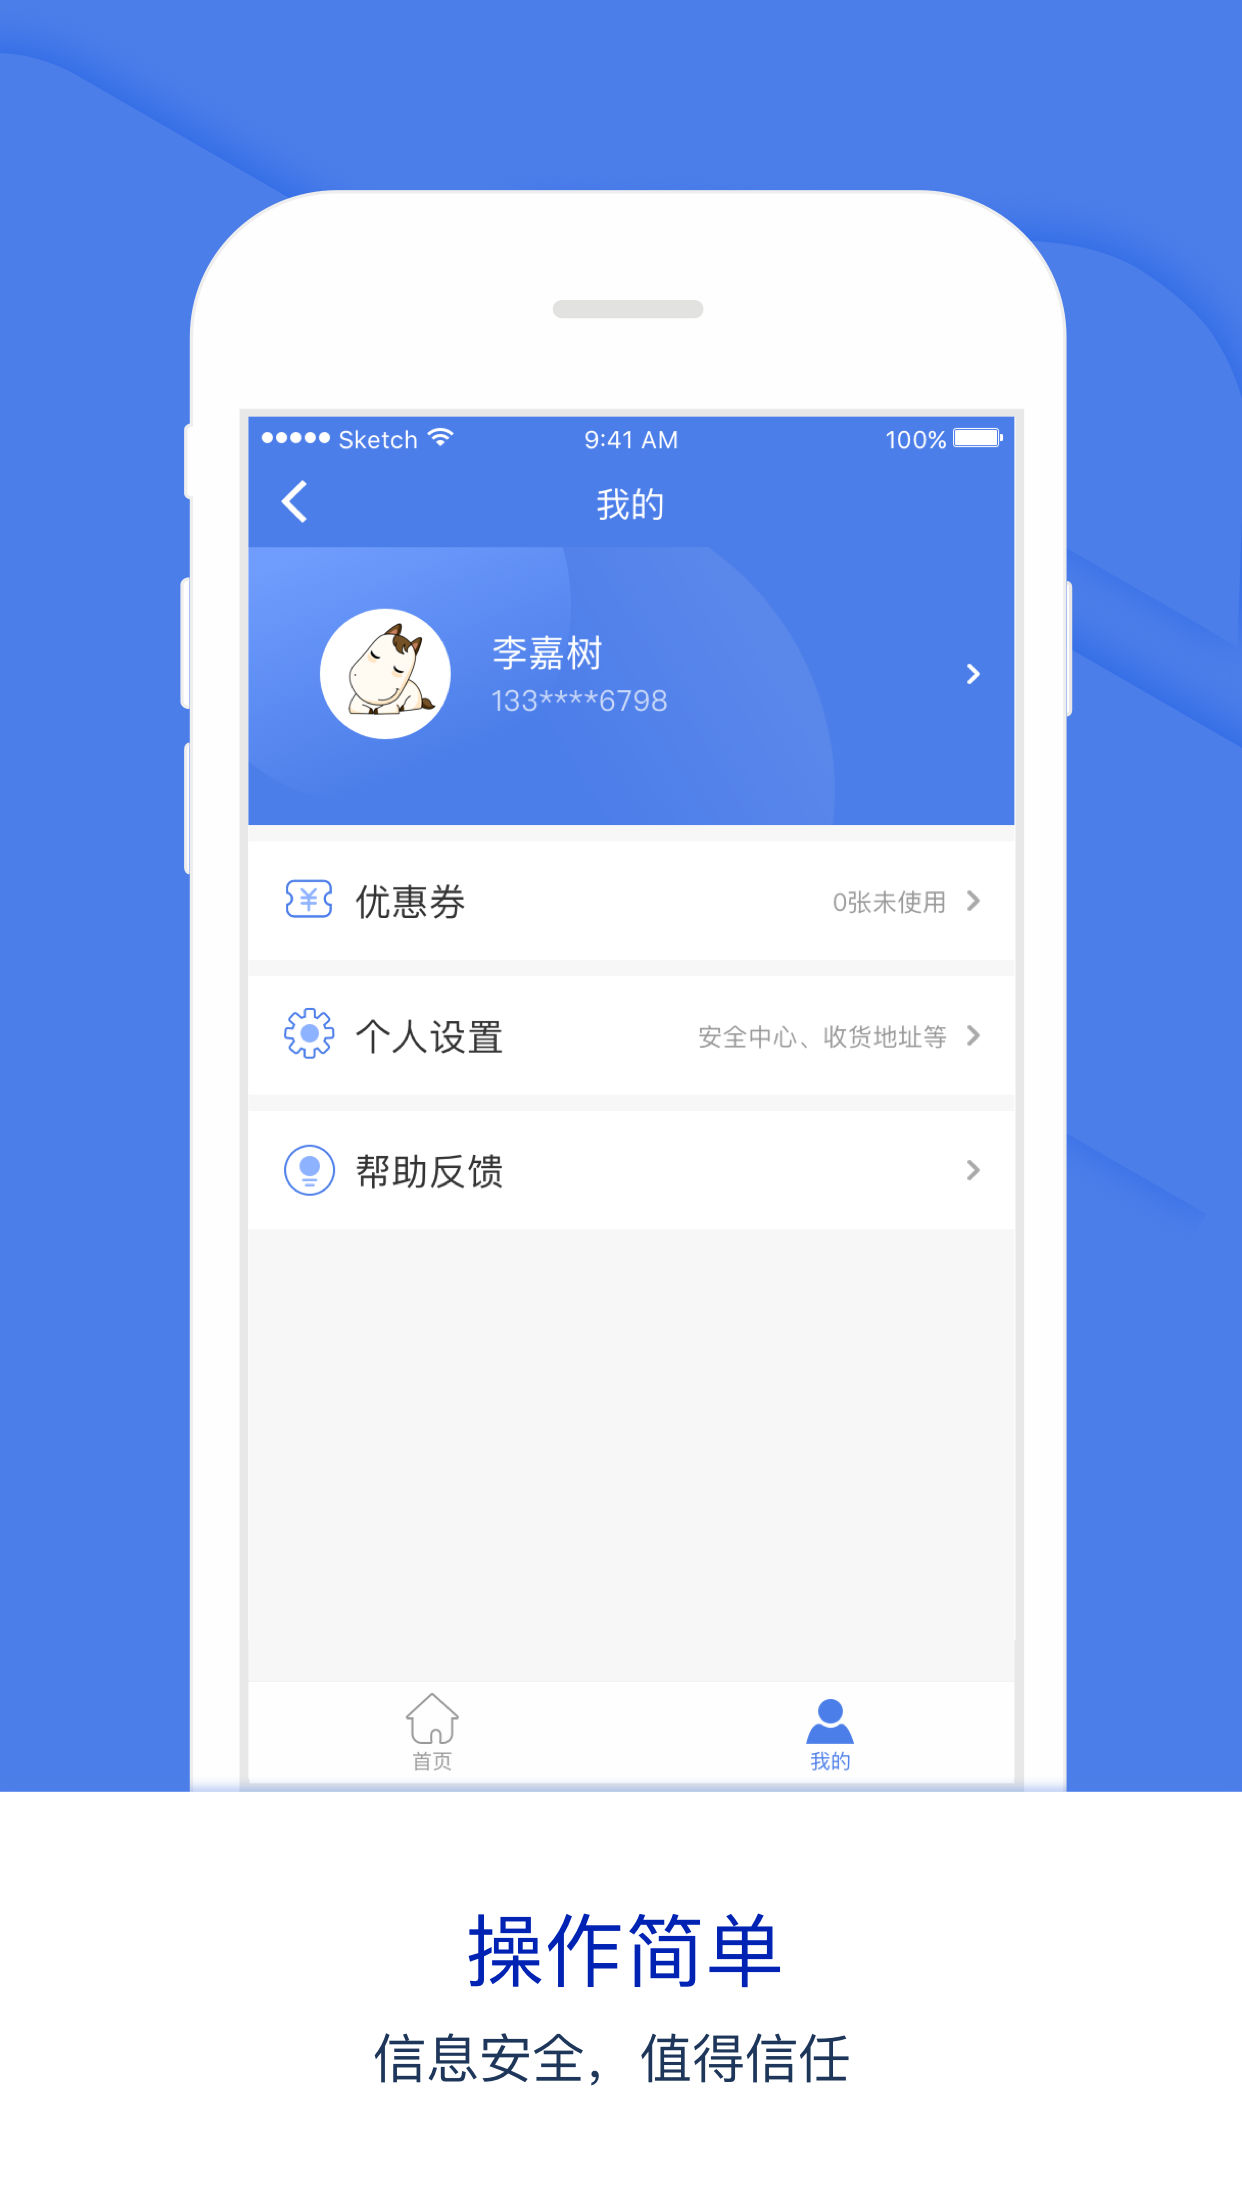 Sketch 9:41 AM 100%
我的
李嘉树
133****6798
优惠券 0张未使用
个人设置 安全中心、收货地址等
帮助反馈
首页 我的
操作简单
信息安全，值得信任